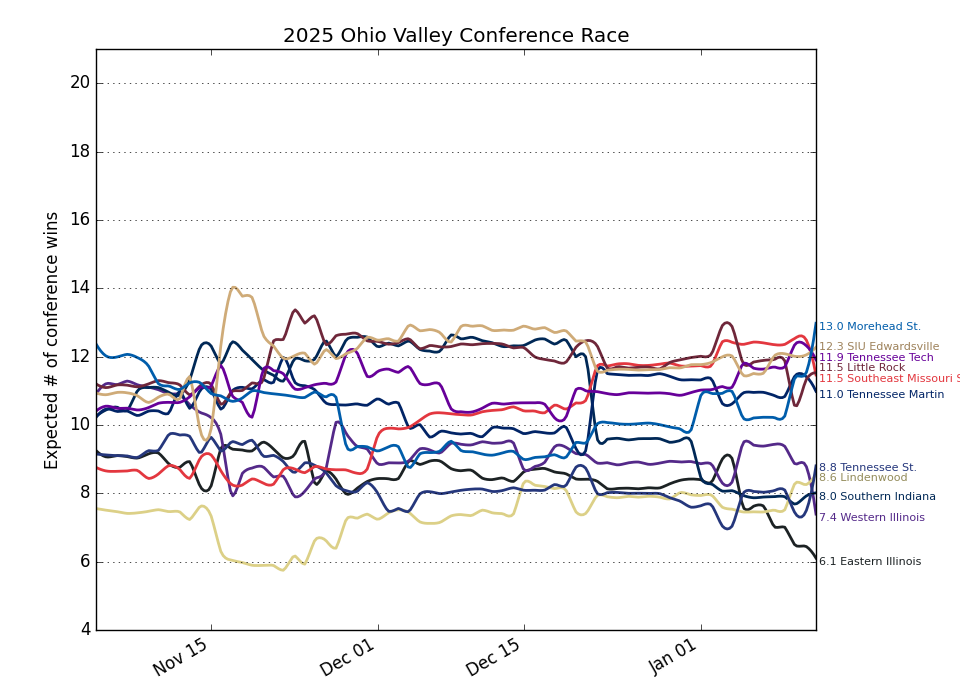 2025 Ohio Valley Conference Race
Expected # of conference wins
20
18
16
14
12
10
8
6
4
Nov 15
Dec 01
Dec 15
Jan 01
13.0 Morehead St.
12.3 SIU Edwardsville
11.9 Tennessee Tech
11.5 Little Rock
11.5 Southeast Missouri S
11.0 Tennessee Martin
8.8 Tennessee St.
8.6 Lindenwood
8.0 Southern Indiana
7.4 Western Illinois
6.1 Eastern Illinois